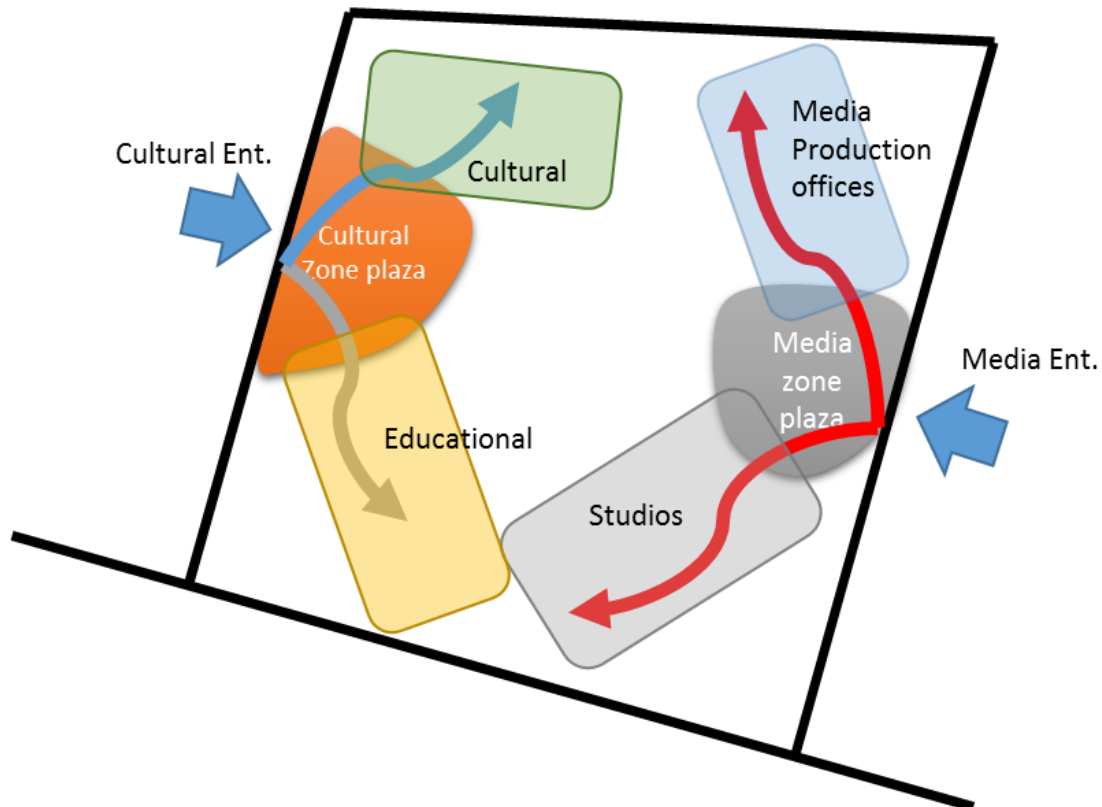 Cultural Ent.
Cultural
Cultural
Zone plaza
Educational
Media
Production
offices
Media
zone
plaza
Media Ent.
Studios